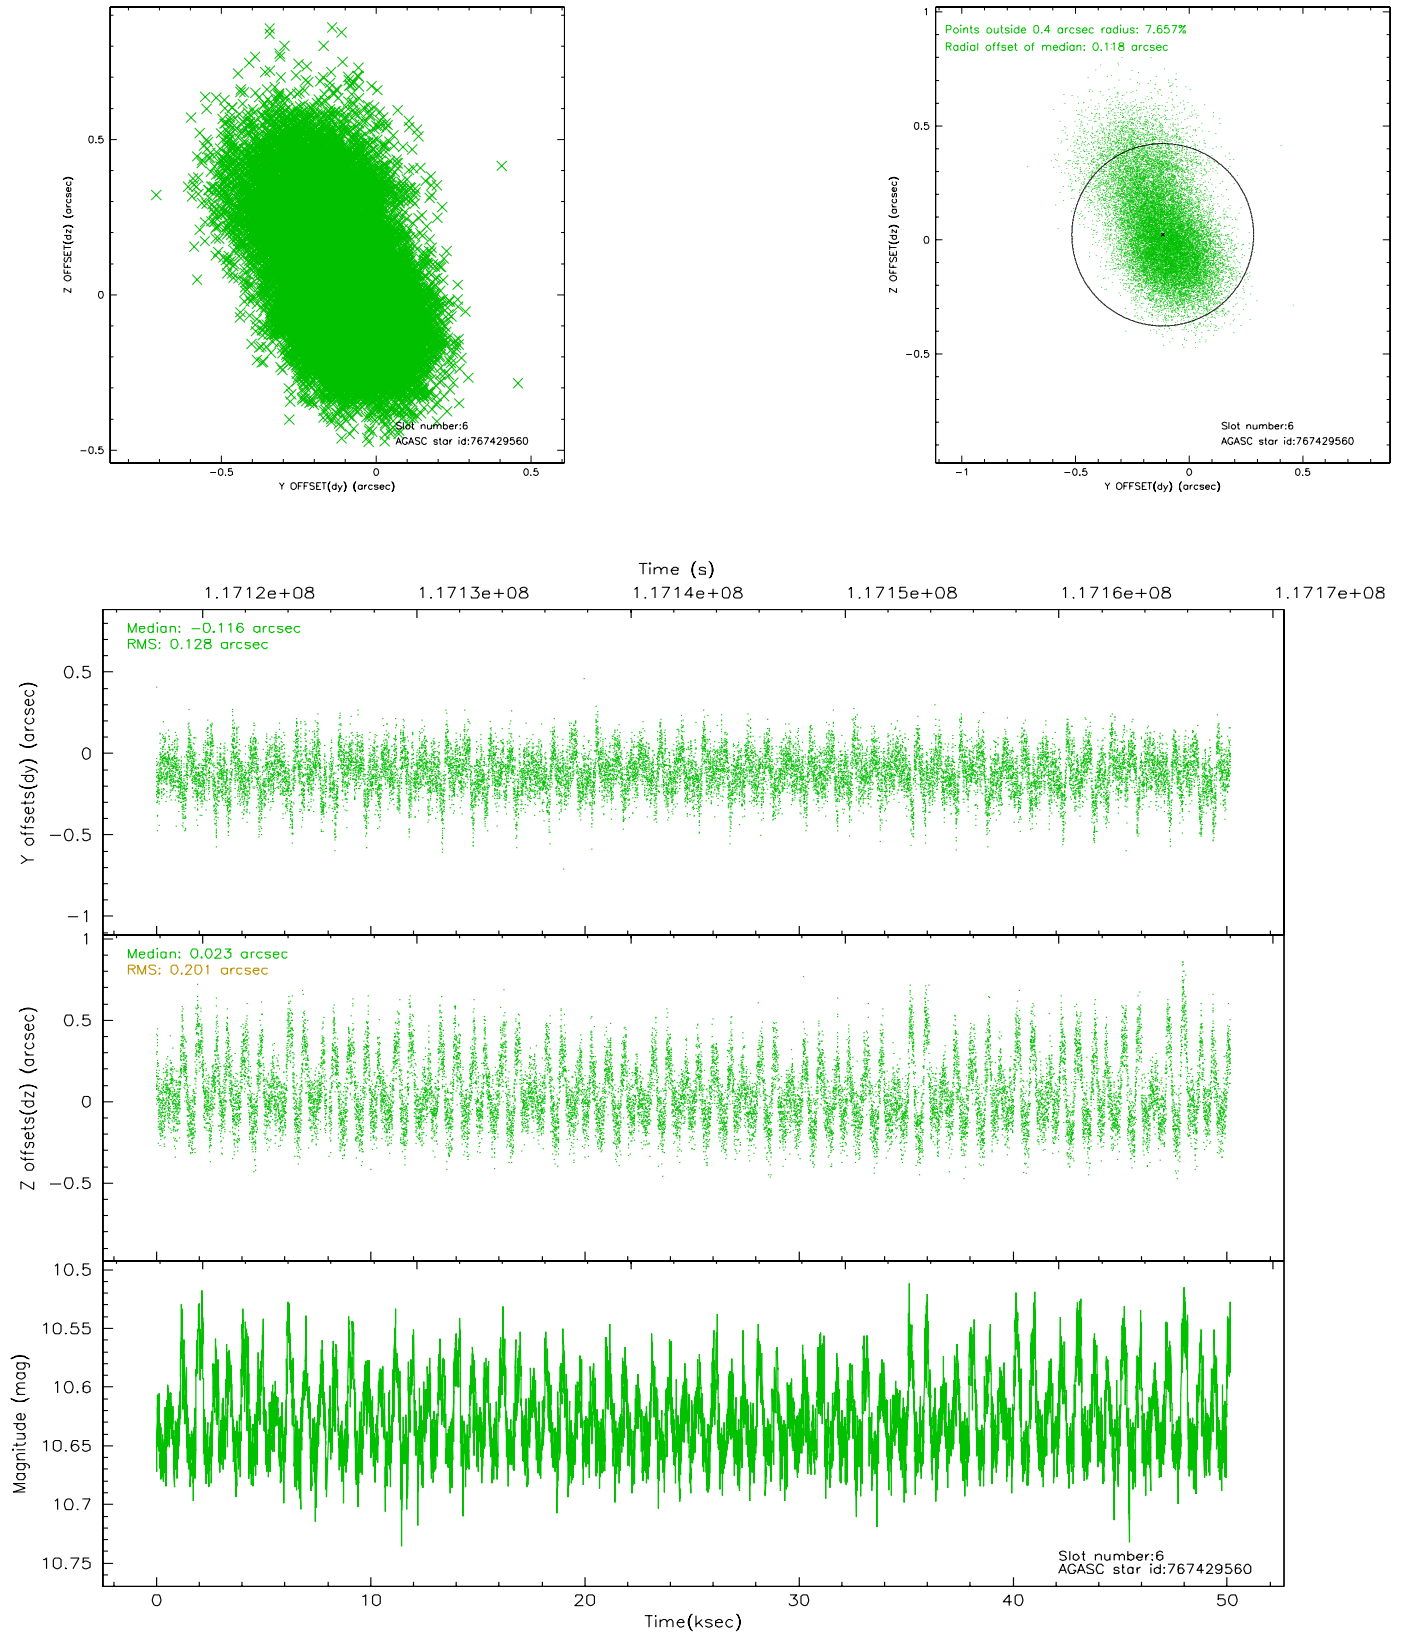 0.5
0
−0.5
Z OFFSET(dz) (arcsec)
Slot number:6
AGASC star id:767429560
−0.5 0 0.5
Y OFFSET(dy) (arcsec)
Points outside 0.4 arcsec radius: 7.657%
Radial offset of median: 0.118 arcsec
1
0.5
0
−0.5
Z OFFSET(dz) (arcsec)
Slot number:6
AGASC star id:767429560
−1 −0.5 0 0.5
Y OFFSET(dy) (arcsec)
Time (s)
1.1712e+08 1.1713e+08 1.1714e+08 1.1715e+08 1.1716e+08 1.1717e+08
Median: −0.116 arcsec
RMS: 0.128 arcsec
0.5
0
−0.5
−1
Y offsets(dy) (arcsec)
Median: 0.023 arcsec
RMS: 0.201 arcsec
1
0.5
0
−0.5
Z offsets(dz) (arcsec)
10.5
10.55
10.6
10.65
10.7
10.75
Magnitude (mag)
Slot number:6
AGASC star id:767429560
0 10 20 30 40 50
Time(ksec)